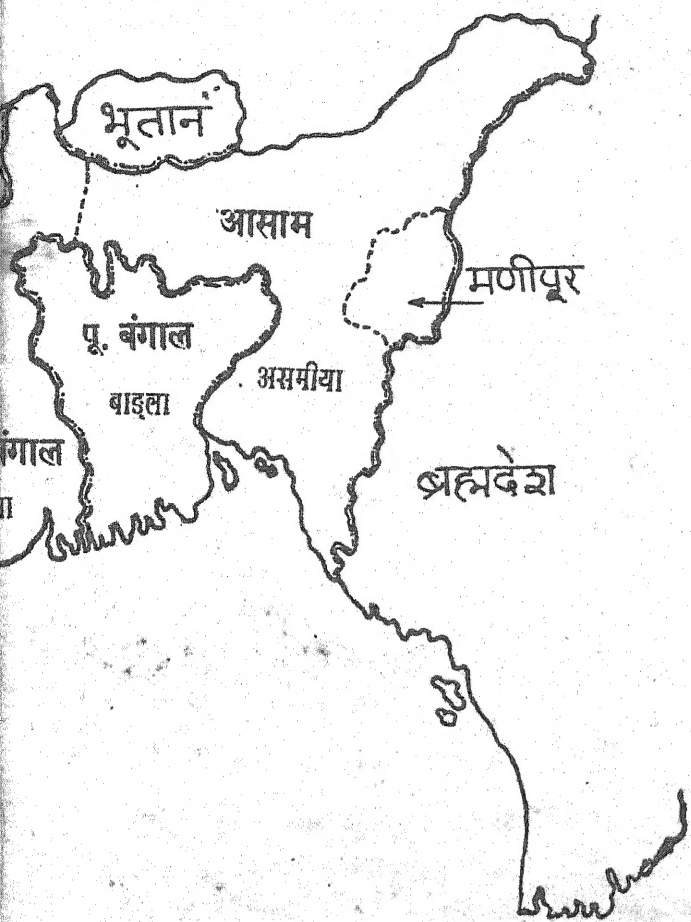 भूतान
आसाम
मणीपूर
पू. बंगाल
बाङ्ला
असमीया
ंगाल
ा
ब्रह्मदेश